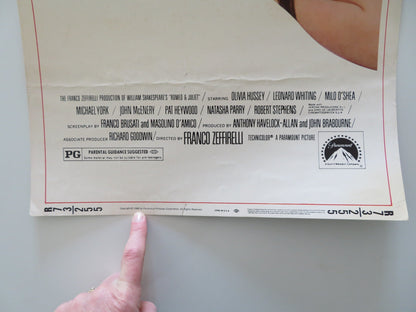 THE FRANCO ZEFFIRELLI PRODUCTION OF WILLIAM SHAKESPEARE'S "ROMEO & JULIET" / STARRING OLIVIA HUSSEY / LEONARD WHITING / MILO O'SHEA /
MICHAEL YORK / JOHN McENERY / PAT HEYWOOD / NATASHA PARRY / ROBERT STEPHENS /
SCREENPLAY BY FRANCO BRUSATI AND MASOLINO D'AMICO / PRODUCED BY ANTHONY HAVELOCK-ALLAN AND JOHN BRABOURNE /
ASSOCIATE PRODUCER RICHARD GOODWIN / DIRECTED BY FRANCO ZEFFIRELLI TECHNICOLOR® A PARAMOUNT PICTURE
PG PARENTAL GUIDANCE SUGGESTED
Paramount
R 73/255
R 73/255